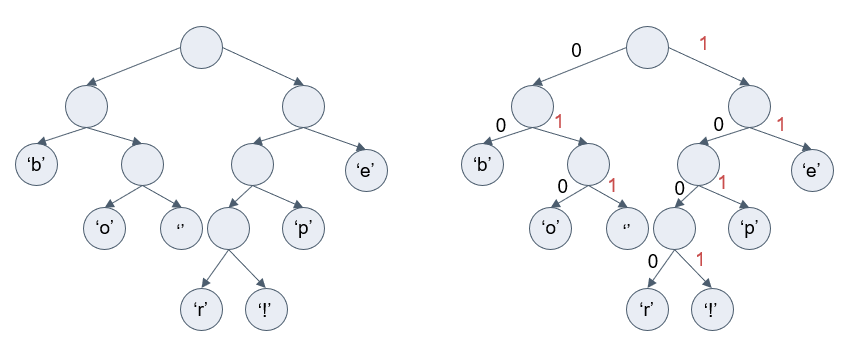 0 1
0 1 0 1
‘b’ ‘e’ ‘b’ ‘e’
0 1 0 1
‘o’ ‘’ ‘p’ ‘o’ ‘’ ‘p’
0 1
‘r’ ‘!’ ‘r’ ‘!’